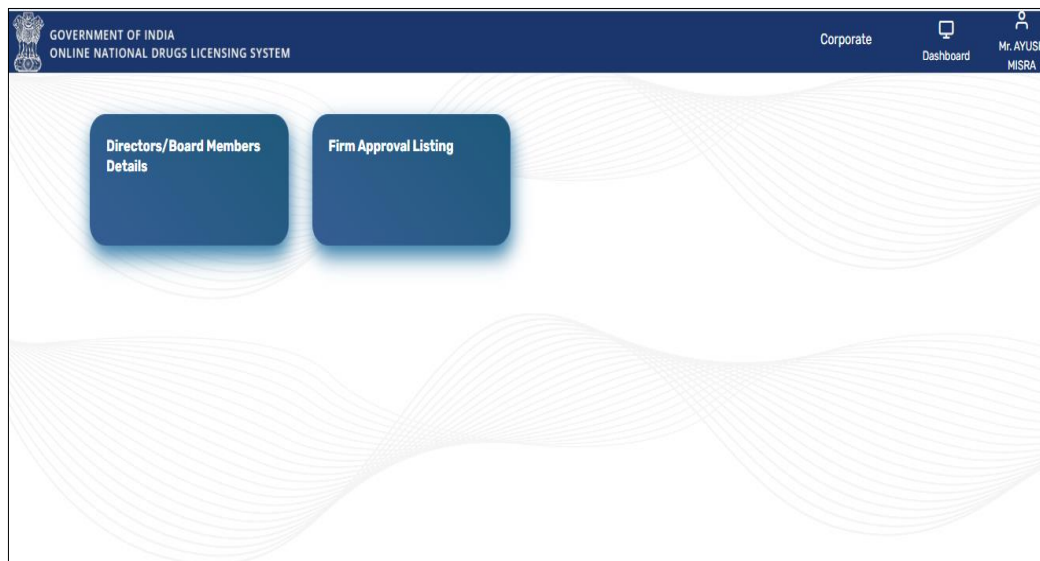 GOVERNMENT OF INDIA
ONLINE NATIONAL DRUGS LICENSING SYSTEM
Corporate
Dashboard
Mr. AYUSH
MISRA
Directors/Board Members
Details
Firm Approval Listing